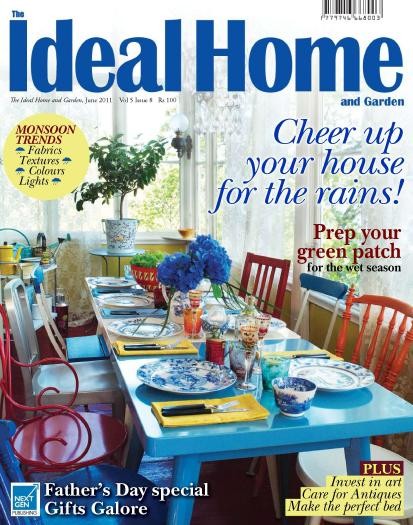 The
Ideal Home
and Garden
7779746 668003
The Ideal Home and Garden, June 2011 Vol 5 Issue 8 Rs 100
MONSOON
TRENDS
Fabrics
Textures
Colours
Lights
Cheer up
your house
for the rains!
Prep your
green patch
for the wet season
PLUS
Invest in art
Care for Antiques
Make the perfect bed
NEXT
GEN
PUBLISHING
Father's Day special
Gifts Galore